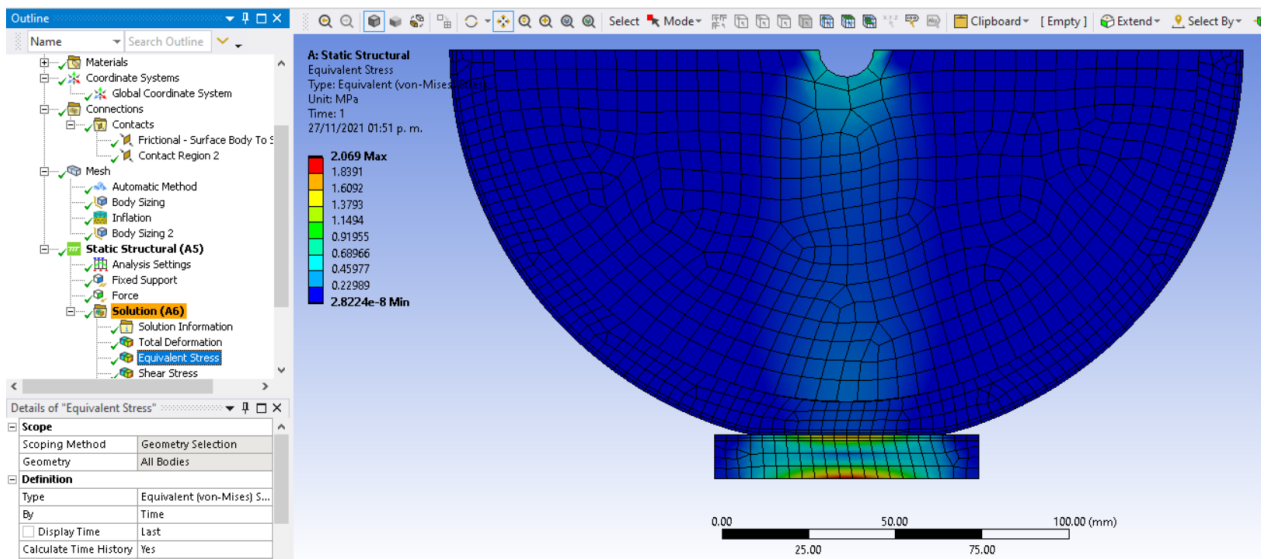 Outline
Name Search Outline
Materials
Coordinate Systems
Global Coordinate System
Connections
Contacts
Frictional - Surface Body To S
Contact Region 2
Mesh
Automatic Method
Body Sizing
Inflation
Body Sizing 2
Static Structural (A5)
Analysis Settings
Fixed Support
Force
Solution (A6)
Solution Information
Total Deformation
Equivalent Stress
Shear Stress
Details of "Equivalent Stress"
Scope
Scoping Method Geometry Selection
Geometry All Bodies
Definition
Type Equivalent (von-Mises) S...
By Time
Display Time Last
Calculate Time History Yes
Select Mode Clipboard [ Empty ] Extend Select By
A: Static Structural
Equivalent Stress
Type: Equivalent (von-Mises)
Unit: MPa
Time: 1
27/11/2021 01:51 p. m.
2.069 Max
1.8391
1.6092
1.3793
1.1494
0.91955
0.68966
0.45977
0.22989
2.8224e-8 Min
0.00 50.00 100.00 (mm)
25.00 75.00